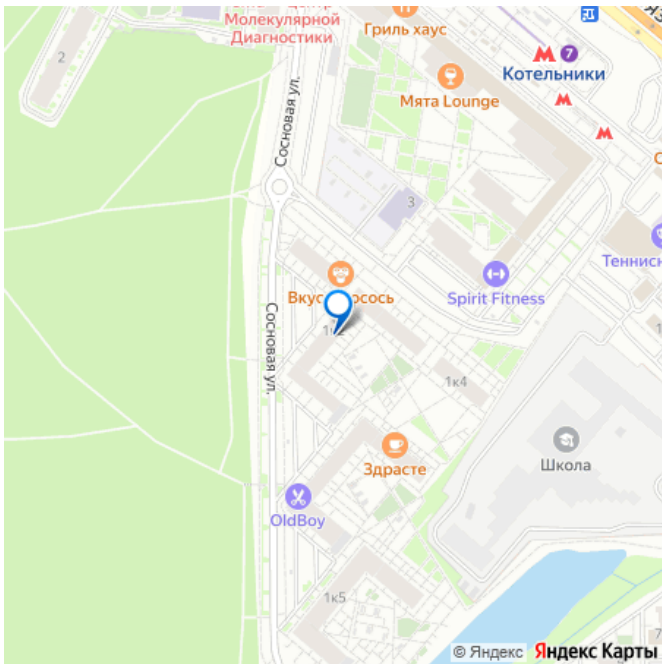 Молекулярной
Диагностики
2
Гриль хаус
7
Котельники
Мята Lounge
Сосновая ул.
3
Spirit Fitness
Сосновая ул.
1к4
Школа
Здрасте
OldBoy
1к5
© Яндекс
Яндекс Карты